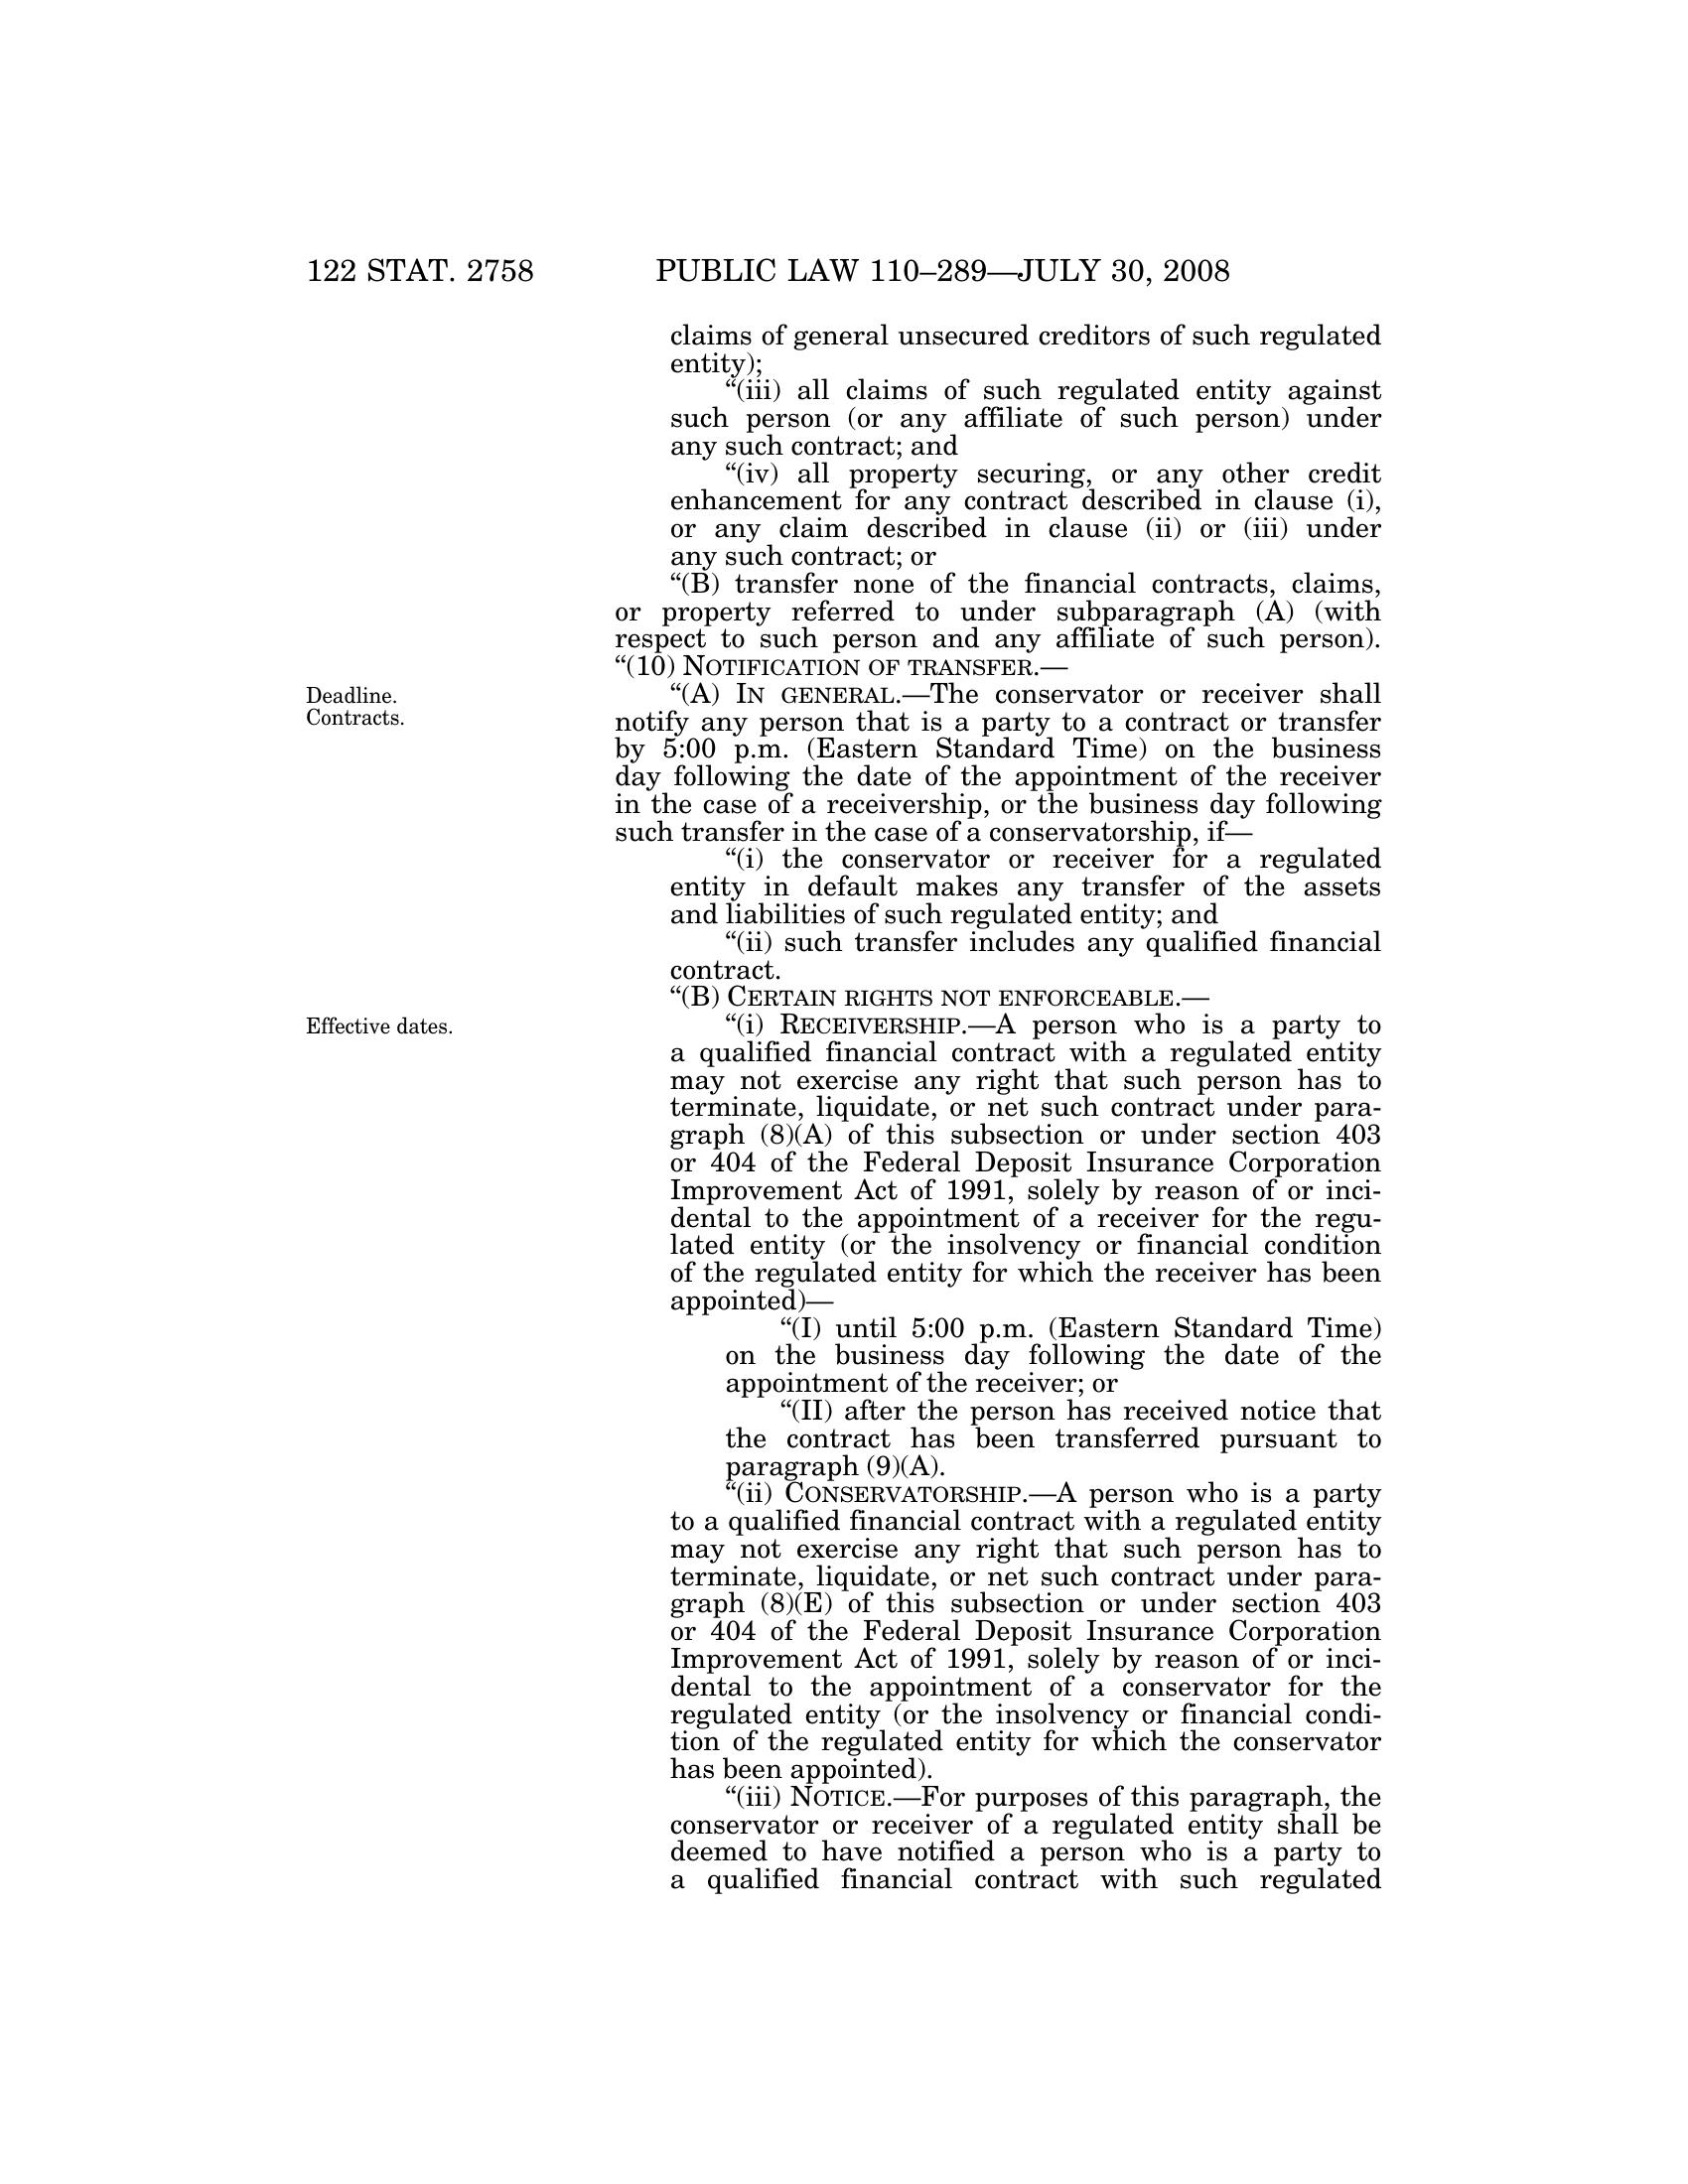 122 STAT. 2758 PUBLIC LAW 110–289—JULY 30, 2008
claims of general unsecured creditors of such regulated
entity);
“(iii) all claims of such regulated entity against
such person (or any affiliate of such person) under
any such contract; and
“(iv) all property securing, or any other credit
enhancement for any contract described in clause (i),
or any claim described in clause (ii) or (iii) under
any such contract; or
“(B) transfer none of the financial contracts, claims,
or property referred to under subparagraph (A) (with
respect to such person and any affiliate of such person).
“(10) NOTIFICATION OF TRANSFER.—
Deadline.
Contracts.
“(A) IN GENERAL.—The conservator or receiver shall
notify any person that is a party to a contract or transfer
by 5:00 p.m. (Eastern Standard Time) on the business
day following the date of the appointment of the receiver
in the case of a receivership, or the business day following
such transfer in the case of a conservatorship, if—
“(i) the conservator or receiver for a regulated
entity in default makes any transfer of the assets
and liabilities of such regulated entity; and
“(ii) such transfer includes any qualified financial
contract.
“(B) CERTAIN RIGHTS NOT ENFORCEABLE.—
Effective dates.
“(i) RECEIVERSHIP.—A person who is a party to
a qualified financial contract with a regulated entity
may not exercise any right that such person has to
terminate, liquidate, or net such contract under para-
graph (8)(A) of this subsection or under section 403
or 404 of the Federal Deposit Insurance Corporation
Improvement Act of 1991, solely by reason of or inci-
dental to the appointment of a receiver for the regu-
lated entity (or the insolvency or financial condition
of the regulated entity for which the receiver has been
appointed)—
“(I) until 5:00 p.m. (Eastern Standard Time)
on the business day following the date of the
appointment of the receiver; or
“(II) after the person has received notice that
the contract has been transferred pursuant to
paragraph (9)(A).
“(ii) CONSERVATORSHIP.—A person who is a party
to a qualified financial contract with a regulated entity
may not exercise any right that such person has to
terminate, liquidate, or net such contract under para-
graph (8)(E) of this subsection or under section 403
or 404 of the Federal Deposit Insurance Corporation
Improvement Act of 1991, solely by reason of or inci-
dental to the appointment of a conservator for the
regulated entity (or the insolvency or financial condi-
tion of the regulated entity for which the conservator
has been appointed).
“(iii) NOTICE.—For purposes of this paragraph, the
conservator or receiver of a regulated entity shall be
deemed to have notified a person who is a party to
a qualified financial contract with such regulated